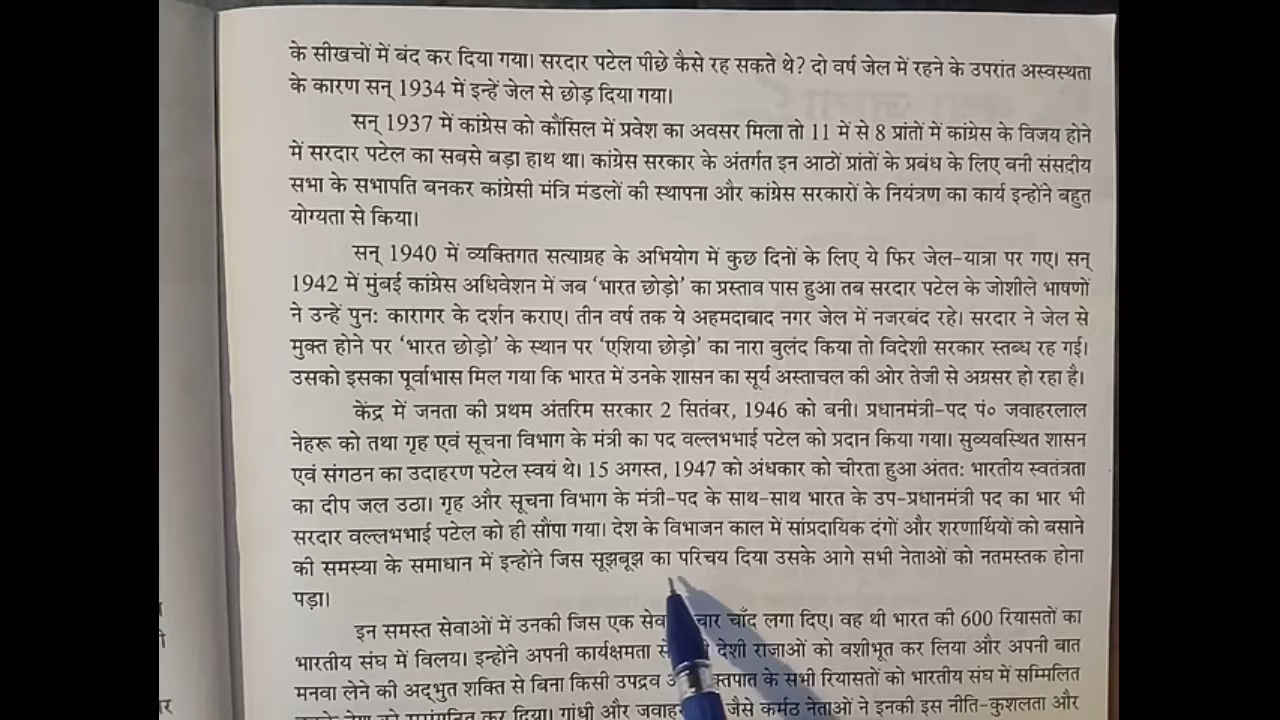 के सीखचों में बंद कर दिया गया। सरदार पटेल पीछे कैसे रह सकते थे? दो वर्ष जेल में रहने के उपरांत अस्वस्थता
के कारण सन् 1934 में इन्हें जेल से छोड़ दिया गया।
सन् 1937 में कांग्रेस को कौंसिल में प्रवेश का अवसर मिला तो 11 में से 8 प्रांतों में कांग्रेस के विजय होने
में सरदार पटेल का सबसे बड़ा हाथ था। कांग्रेस सरकार के अंतर्गत इन आठों प्रांतों के प्रबंध के लिए बनी संसदीय
सभा के सभापति बनकर कांग्रेसी मंत्रि मंडलों की स्थापना और कांग्रेस सरकारों के नियंत्रण का कार्य इन्होंने बहुत
योग्यता से किया।
सन् 1940 में व्यक्तिगत सत्याग्रह के अभियोग में कुछ दिनों के लिए ये फिर जेल-यात्रा पर गए। सन्
1942 में मुंबई कांग्रेस अधिवेशन में जब ‘भारत छोड़ो’ का प्रस्ताव पास हुआ तब सरदार पटेल के जोशीले भाषणों
ने उन्हें पुनः कारागर के दर्शन कराए। तीन वर्ष तक ये अहमदाबाद नगर जेल में नजरबंद रहे। सरदार ने जेल से
मुक्त होने पर ‘भारत छोड़ो’ के स्थान पर ‘एशिया छोड़ो’ का नारा बुलंद किया तो विदेशी सरकार स्तब्ध रह गई।
उसको इसका पूर्वाभास मिल गया कि भारत में उनके शासन का सूर्य अस्ताचल की ओर तेजी से अग्रसर हो रहा है।
केंद्र में जनता की प्रथम अंतरिम सरकार 2 सितंबर, 1946 को बनी। प्रधानमंत्री-पद पं० जवाहरलाल
नेहरू को तथा गृह एवं सूचना विभाग के मंत्री का पद वल्लभभाई पटेल को प्रदान किया गया। सुव्यवस्थित शासन
एवं संगठन का उदाहरण पटेल स्वयं थे। 15 अगस्त, 1947 को अंधकार को चीरता हुआ अंततः भारतीय स्वतंत्रता
का दीप जल उठा। गृह और सूचना विभाग के मंत्री-पद के साथ-साथ भारत के उप-प्रधानमंत्री पद का भार भी
सरदार वल्लभभाई पटेल को ही सौंपा गया। देश के विभाजन काल में सांप्रदायिक दंगों और शरणार्थियों को बसाने
की समस्या के समाधान में इन्होंने जिस सूझबूझ का परिचय दिया उसके आगे सभी नेताओं को नतमस्तक होना
पड़ा।
इन समस्त सेवाओं में उनकी जिस एक सेवा चार चाँद लगा दिए। वह थी भारत की 600 रियासतों का
भारतीय संघ में विलय। इन्होंने अपनी कार्यक्षमता देशी राजाओं को वशीभूत कर लिया और अपनी बात
मनवा लेने की अद्भुत शक्ति से बिना किसी उपद्रव के सभी रियासतों को भारतीय संघ में सम्मिलित
कर दिया। गांधी और जैसे कर्मठ नेताओं ने इनकी इस नीति-कुशलता और